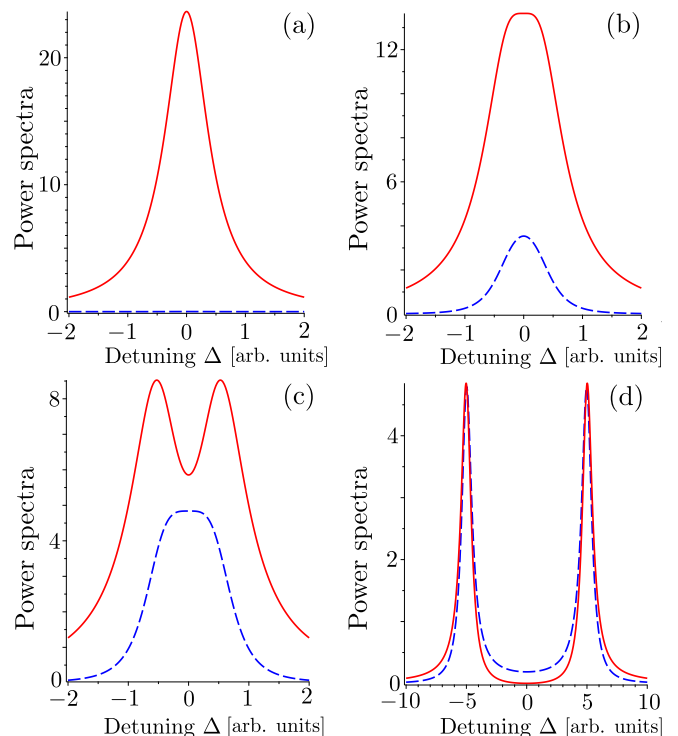 (a)
Power spectra
20
10
0
−2 −1 0 1 2
Detuning Δ [arb. units]
(b)
Power spectra
12
6
0
−2 −1 0 1 2
Detuning Δ [arb. units]
(c)
Power spectra
8
4
0
−2 −1 0 1 2
Detuning Δ [arb. units]
(d)
Power spectra
4
2
0
−10 −5 0 5 10
Detuning Δ [arb. units]